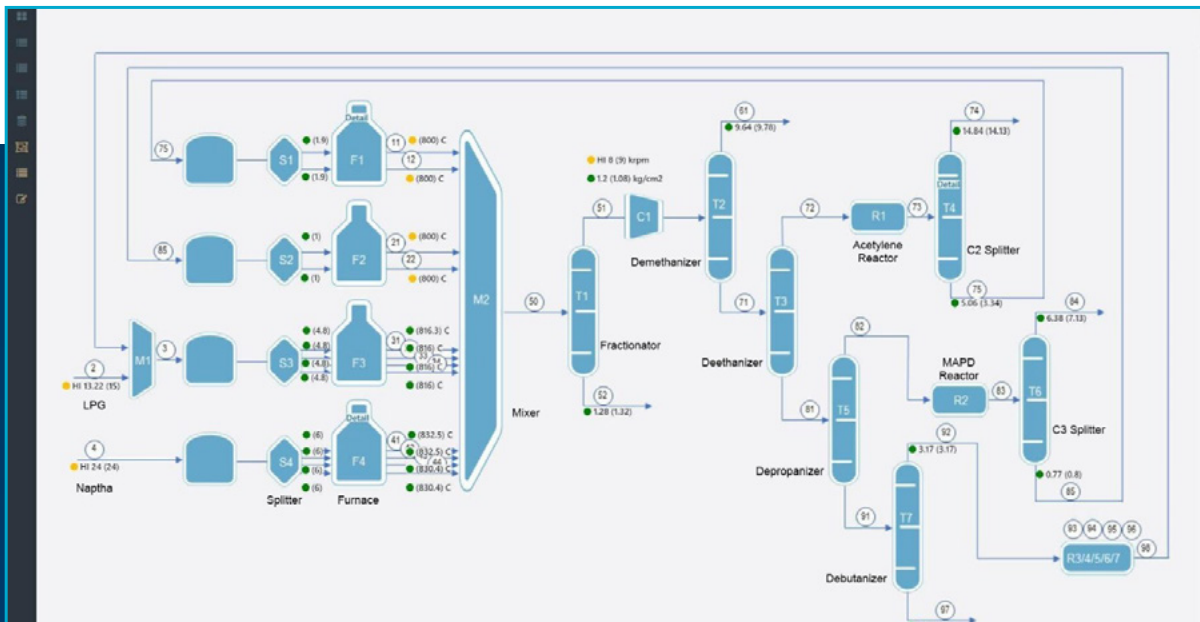 61
9.64 (9.78)
74
14.84 (14.13)
75
S1
(1.9)
(1.9)
Detail
F1
11
(800) C
12
(800) C
HI 8 (9) krpm
1.2 (1.08) kg/cm2
51
C1
T2
Demethanizer
72
R1
Acetylene
Reactor
73
Detail
T4
C2 Splitter
75
5.06 (3.34)
85
S2
(1)
(1)
F2
21
(800) C
22
(800) C
M2
50
T1
Fractionator
71
T3
Deethanizer
84
6.38 (7.13)
2
HI 13.22 (15)
LPG
M1
3
S3
(4.8)
(4.8)
(4.8)
(4.8)
F3
31
(816.3) C
(816) C
33
(816) C
(816) C
52
1.28 (1.32)
Mixer
82
MAPD
Reactor
R2
83
T6
C3 Splitter
81
T5
Depropanizer
92
3.17 (3.17)
0.77 (0.8)
85
4
HI 24 (24)
Naptha
S4
Splitter
(6)
(6)
(6)
(6)
Detail
F4
Furnace
41
(832.5) C
(832.5) C
44
(830.4) C
(830.4) C
91
T7
Debutanizer
93
94
95
96
R3/4/5/6/7
98
97